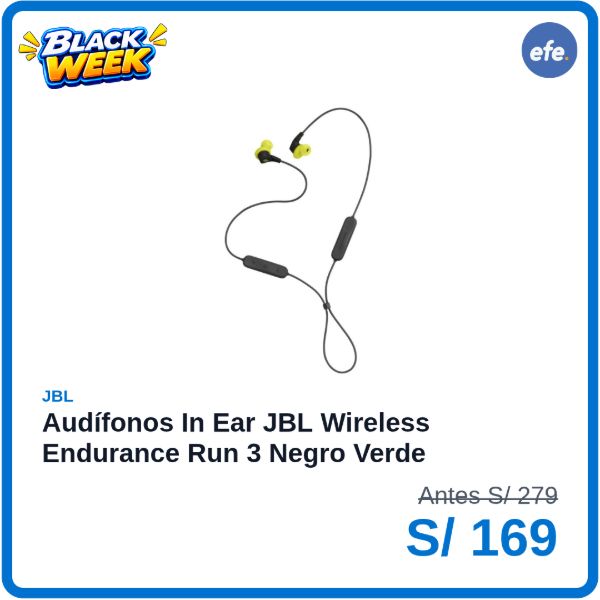 BLACK
WEEK
efe.
JBL
Audífonos In Ear JBL Wireless
Endurance Run 3 Negro Verde
Antes S/ 279
S/ 169